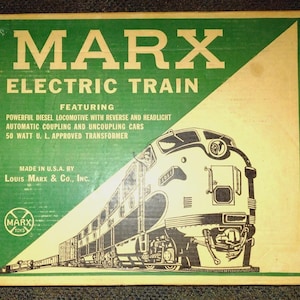 MARX
ELECTRIC TRAIN
FEATURING
POWERFUL DIESEL LOCOMOTIVE WITH REVERSE AND HEADLIGHT
AUTOMATIC COUPLING AND UNCOUPLING CARS
50 WATT U. L. APPROVED TRANSFORMER
MADE IN U.S.A. BY
LOUIS MARX & CO., INC.
MARX
TOYS